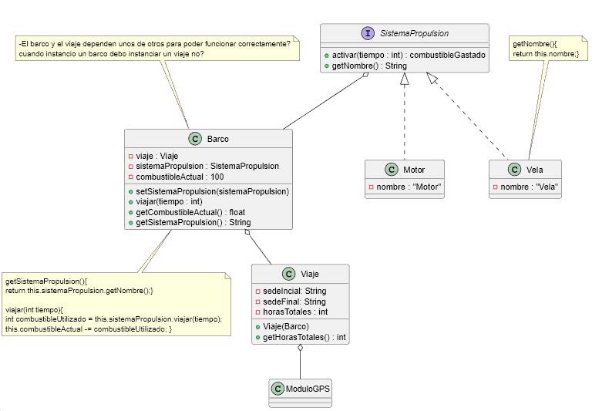 -El barco y el viaje dependen unos de otros para poder funcionar correctamente?
cuando instancio un barco debo instanciar un viaje no?
I SistemaPropulsion
activar(tiempo : int) : combustibleGastado
getNombre() : String
getNombre(){
return this.nombre;}
C Barco
viaje : Viaje
sistemaPropulsion : SistemaPropulsion
combustibleActual : 100
setSistemaPropulsion(sistemaPropulsion)
viajar(tiempo : int)
getCombustibleActual() : float
getSistemaPropulsion() : String
C Motor
nombre : "Motor"
C Vela
nombre : "Vela"
getSistemaPropulsion(){
return this.sistemaPropulsion.getNombre();}
viajar(int tiempo){
int combustibleUtilizado = this.sistemaPropulsion.viajar(tiempo);
this.combustibleActual -= combustibleUtilizado; }
C Viaje
sedeIncial: String
sedeFinal: String
horasTotales : int
Viaje(Barco)
getHorasTotales() : int
C ModuloGPS